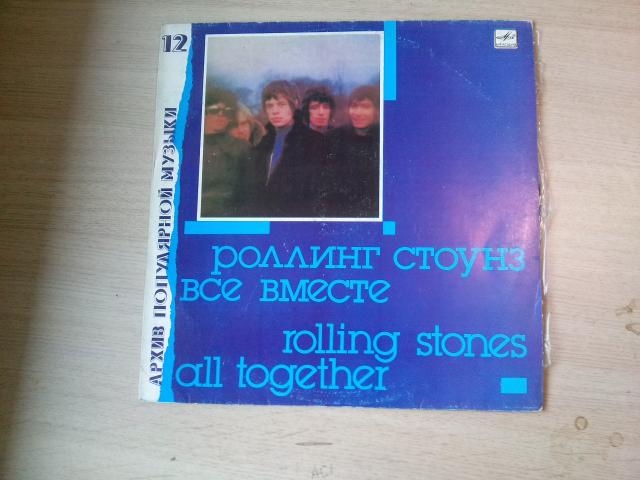 12
АРХИВ ПОПУЛЯРНОЙ МУЗЫКИ
роллинг стоунз
все вместе
rolling stones
all together